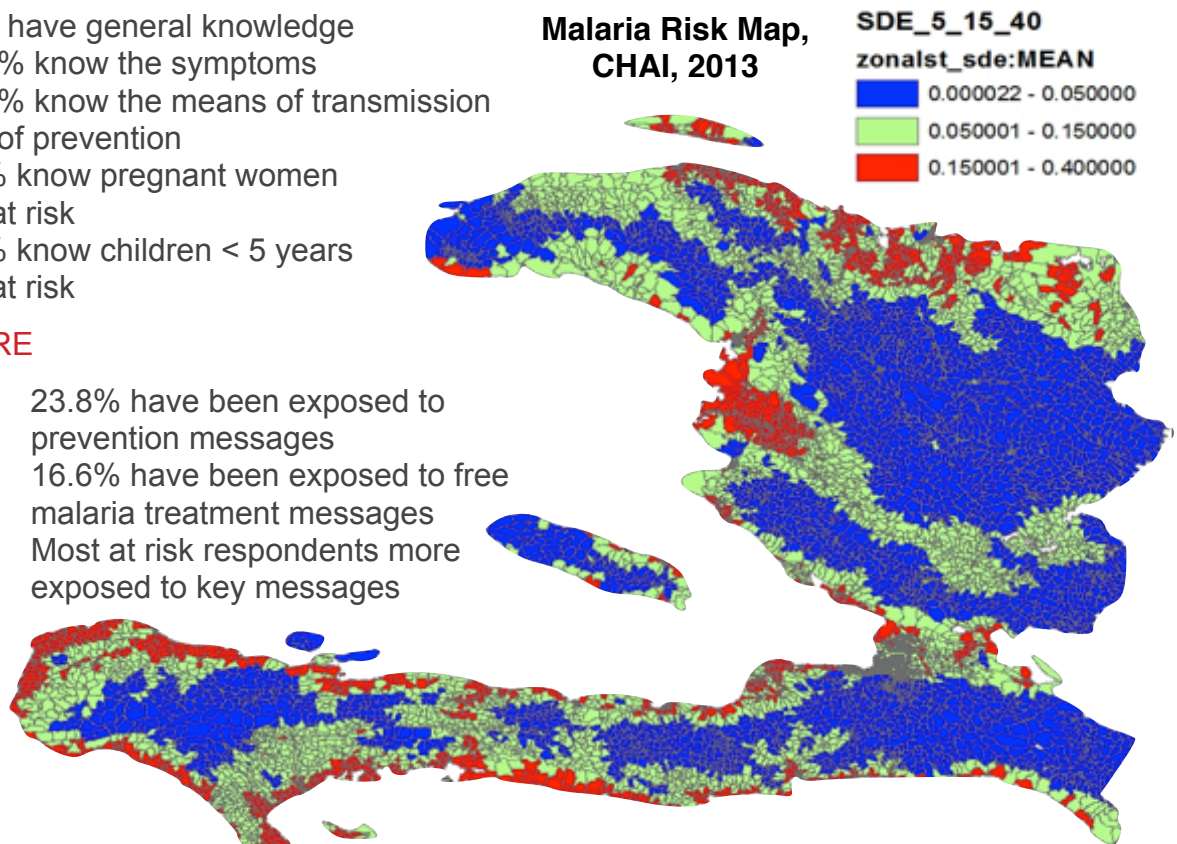 have general knowledge
% know the symptoms
% know the means of transmission
of prevention
% know pregnant women
at risk
% know children < 5 years
at risk
RE
23.8% have been exposed to
prevention messages
16.6% have been exposed to free
malaria treatment messages
Most at risk respondents more
exposed to key messages
Malaria Risk Map,
CHAI, 2013
SDE_5_15_40
zonalst_sde:MEAN
0.000022 - 0.050000
0.050001 - 0.150000
0.150001 - 0.400000